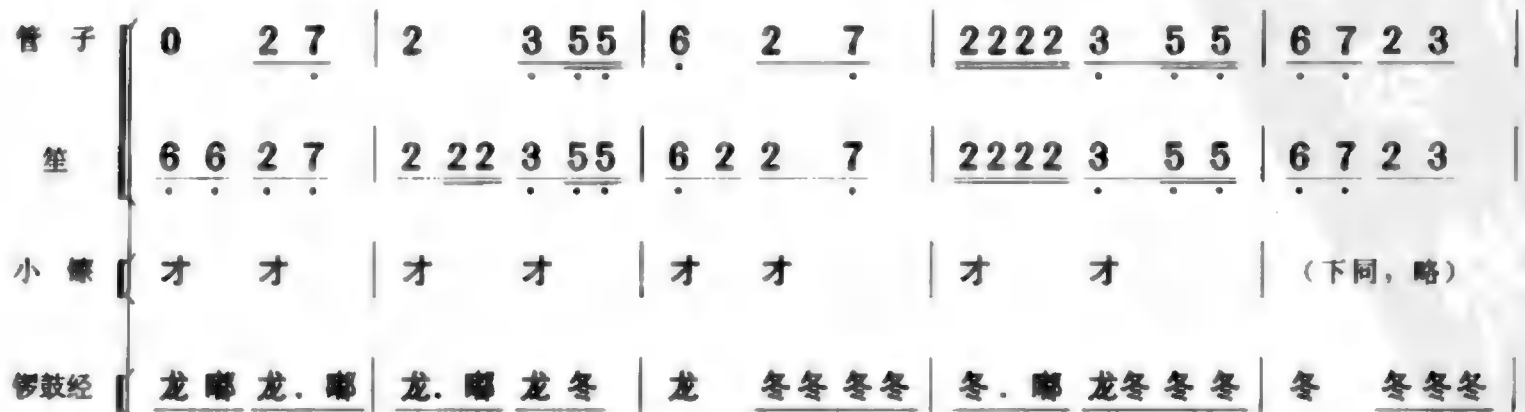 管子 0 2 7 | 2 3 55 | 6 2 7 | 2222 3 5 5 | 6 7 2 3 |
笙 6 6 2 7 | 2 22 3 55 | 6 2 2 7 | 2222 3 5 5 | 6 7 2 3 |
小镲 才 才 | 才 才 | 才 才 | 才 才 | (下同，略)
锣鼓经 龙 嘟 龙. 嘟 | 龙. 嘟 龙 冬 | 龙 冬冬 冬冬 | 冬. 嘟 龙冬 冬 冬 | 冬 冬 冬冬 |